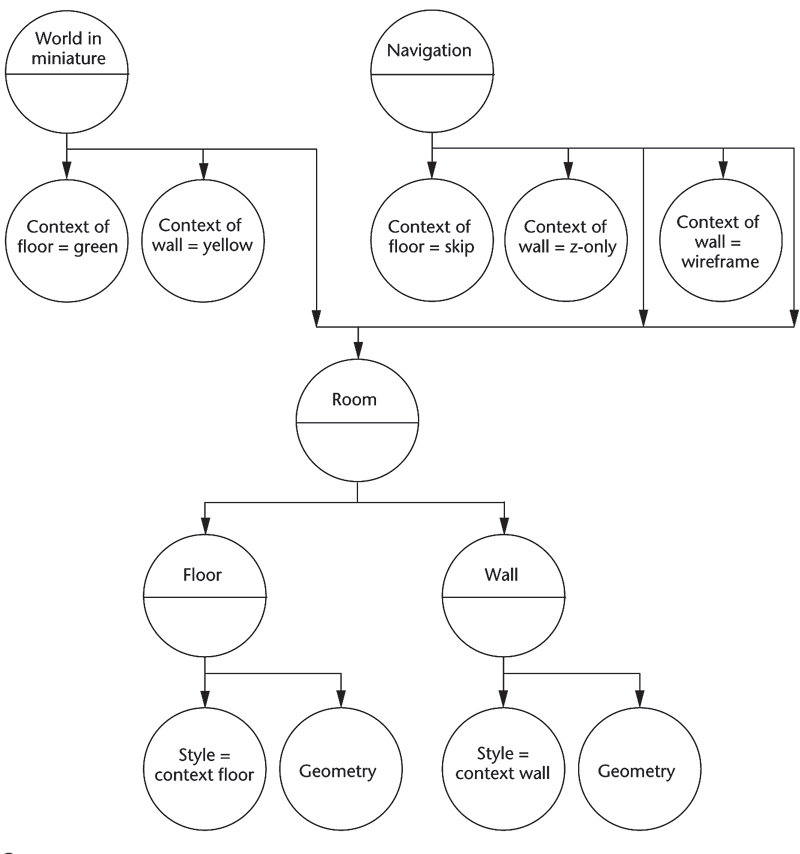 World in
miniature
Navigation
Context of
floor = green
Context of
wall = yellow
Context of
floor = skip
Context of
wall = z-only
Context of
wall =
wireframe
Room
Floor
Wall
Style =
context floor
Geometry
Style =
context wall
Geometry